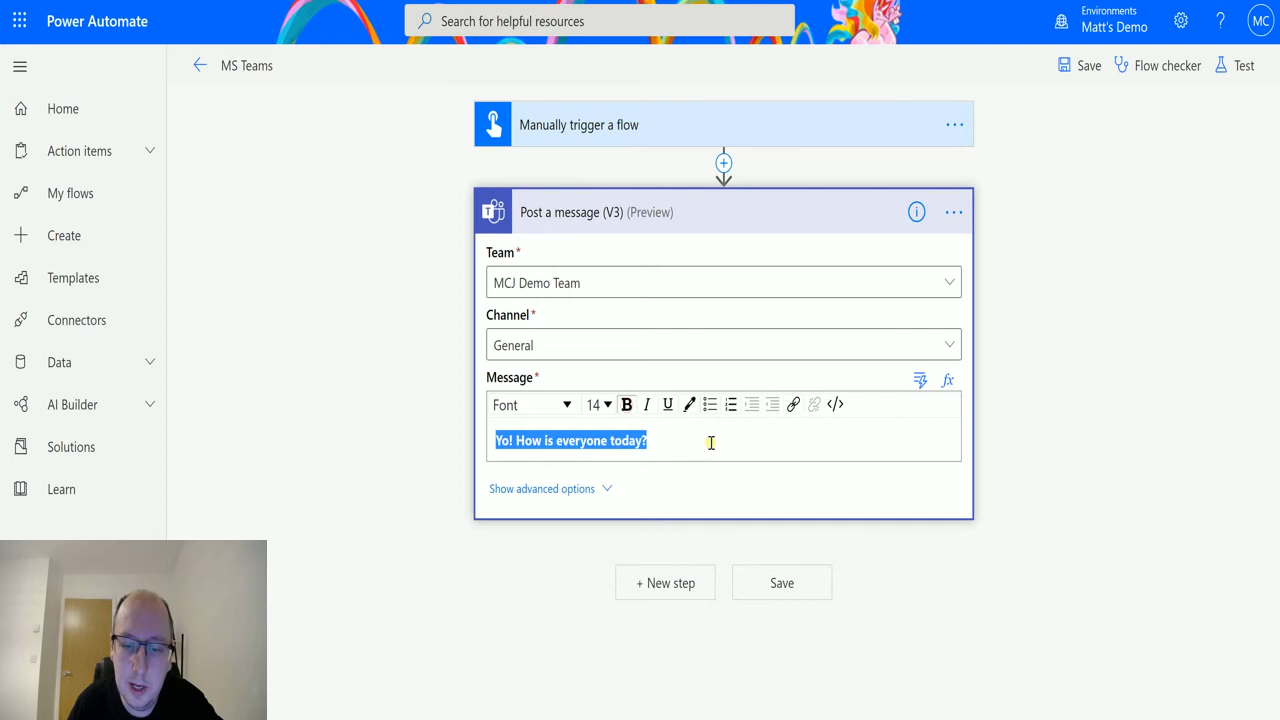 Power Automate
Search for helpful resources
Environments
Matt's Demo
?
MC
MS Teams
Save
Flow checker
Test
Home
Action items
My flows
Create
Templates
Connectors
Data
AI Builder
Solutions
Learn
Manually trigger a flow
...
+
T
Post a message (V3) (Preview)
i
...
Team *
MCJ Demo Team
Channel *
General
Message *
fx
Font
14
B
I
U
</>
Yo! How is everyone today?
Show advanced options
+ New step
Save